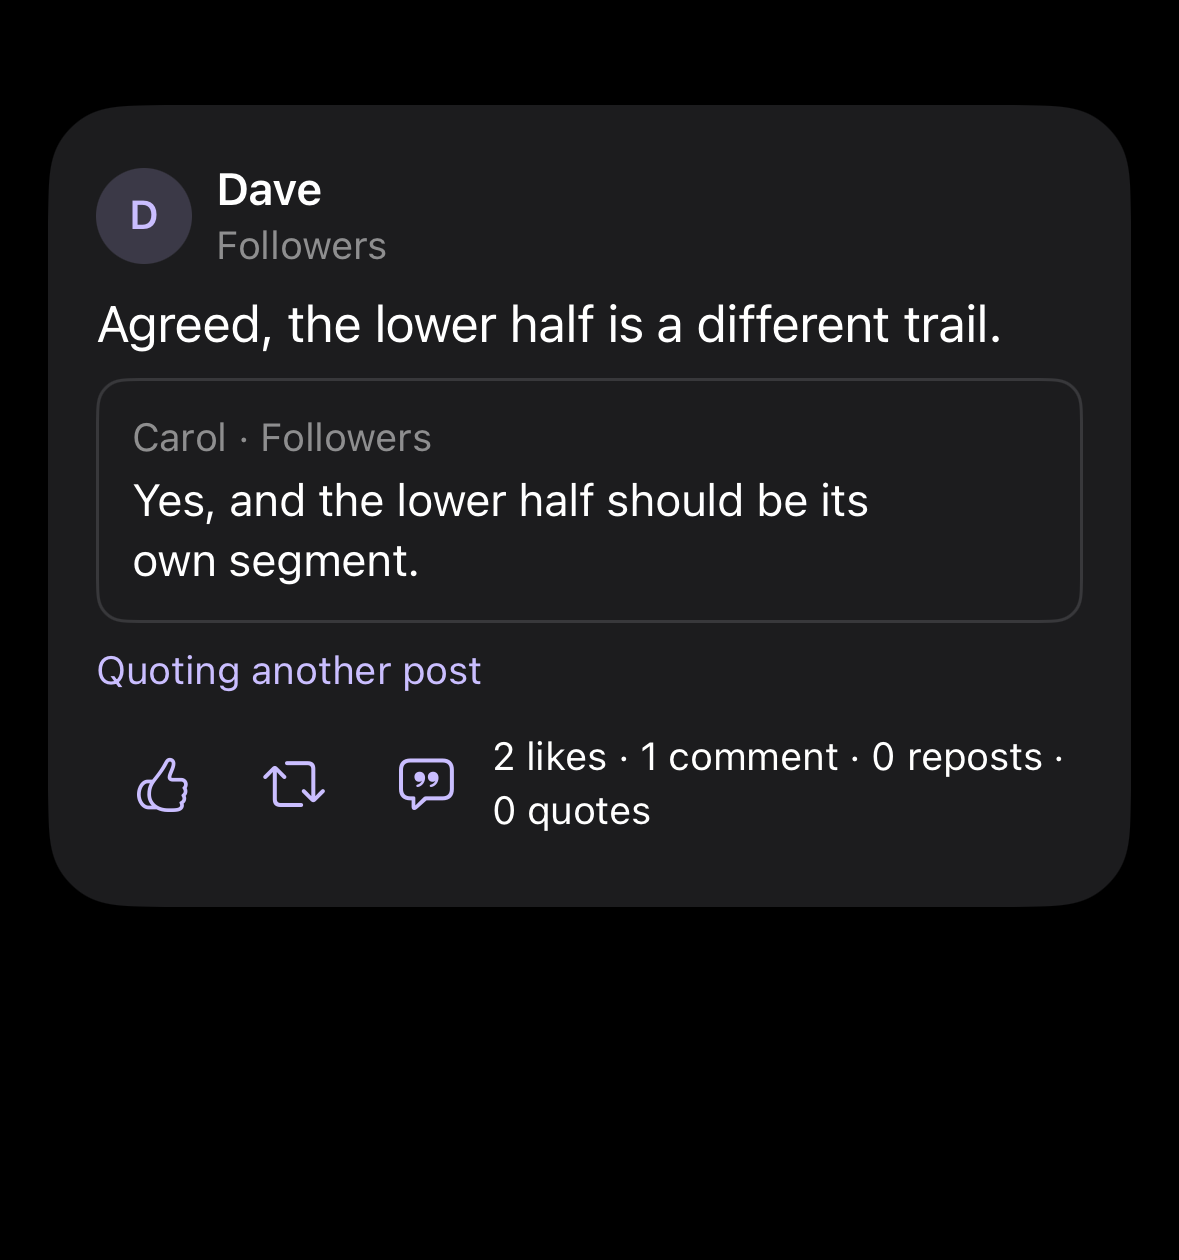 D
Dave
Followers
Agreed, the lower half is a different trail.
Carol · Followers
Yes, and the lower half should be its
own segment.
Quoting another post
2 likes · 1 comment · 0 reposts ·
0 quotes